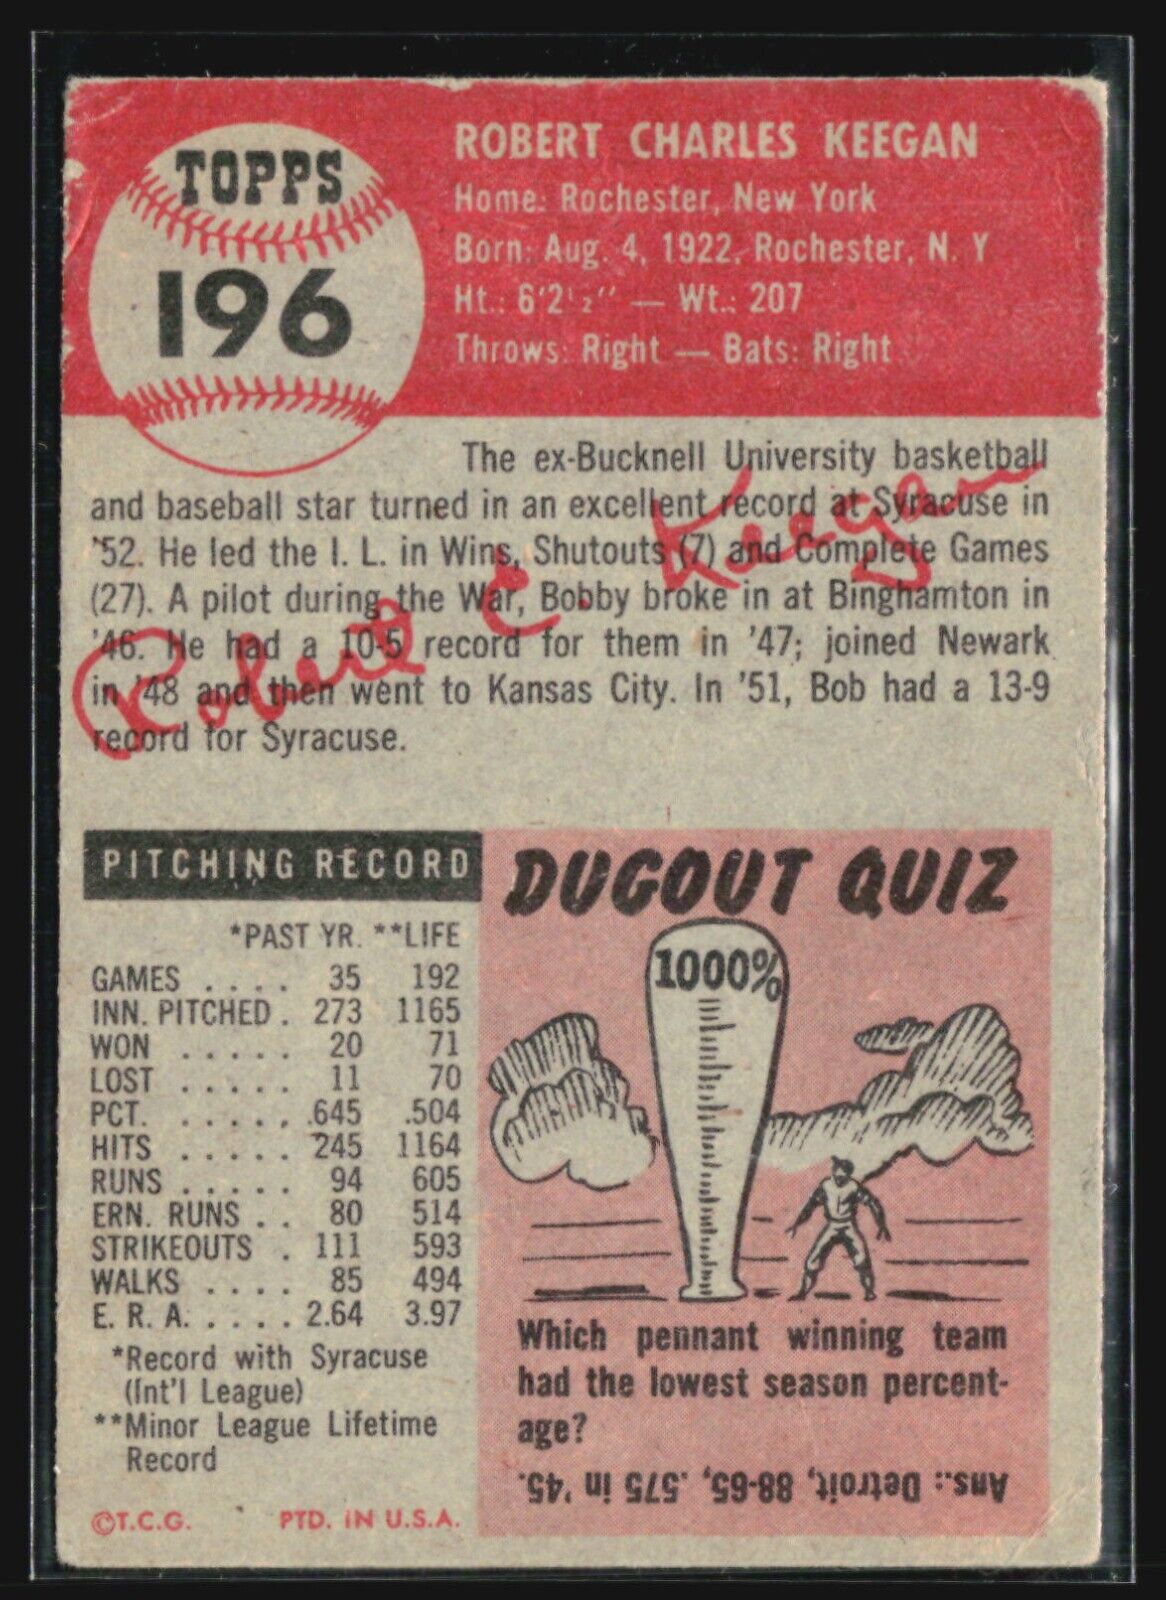 TOPPS
196
ROBERT CHARLES KEEGAN
Home: Rochester, New York
Born: Aug. 4, 1922, Rochester, N. Y
Ht.: 6'2½'' — Wt.: 207
Throws: Right — Bats: Right
The ex-Bucknell University basketball
and baseball star turned in an excellent record at Syracuse in
'52. He led the I. L. in Wins, Shutouts (7) and Complete Games
(27). A pilot during the War, Bobby broke in at Binghamton in
'46. He had a 10-5 record for them in '47; joined Newark
in '48 and then went to Kansas City. In '51, Bob had a 13-9
record for Syracuse.
Robert C. Keegan
PITCHING RECORD
*PAST YR. **LIFE
GAMES . . . . 35 192
INN. PITCHED . 273 1165
WON . . . . . 20 71
LOST . . . . . 11 70
PCT. . . . . . .645 .504
HITS . . . . . 245 1164
RUNS . . . . . 94 605
ERN. RUNS . . 80 514
STRIKEOUTS . 111 593
WALKS . . . . 85 494
E. R. A. . . . . 2.64 3.97
*Record with Syracuse
(Int'l League)
**Minor League Lifetime
Record
©T.C.G. PTD. IN U.S.A.
DUGOUT QUIZ
1000%
Which pennant winning team
had the lowest season percent-
age?
Ans.: Detroit, 88-65, .575 in '45.